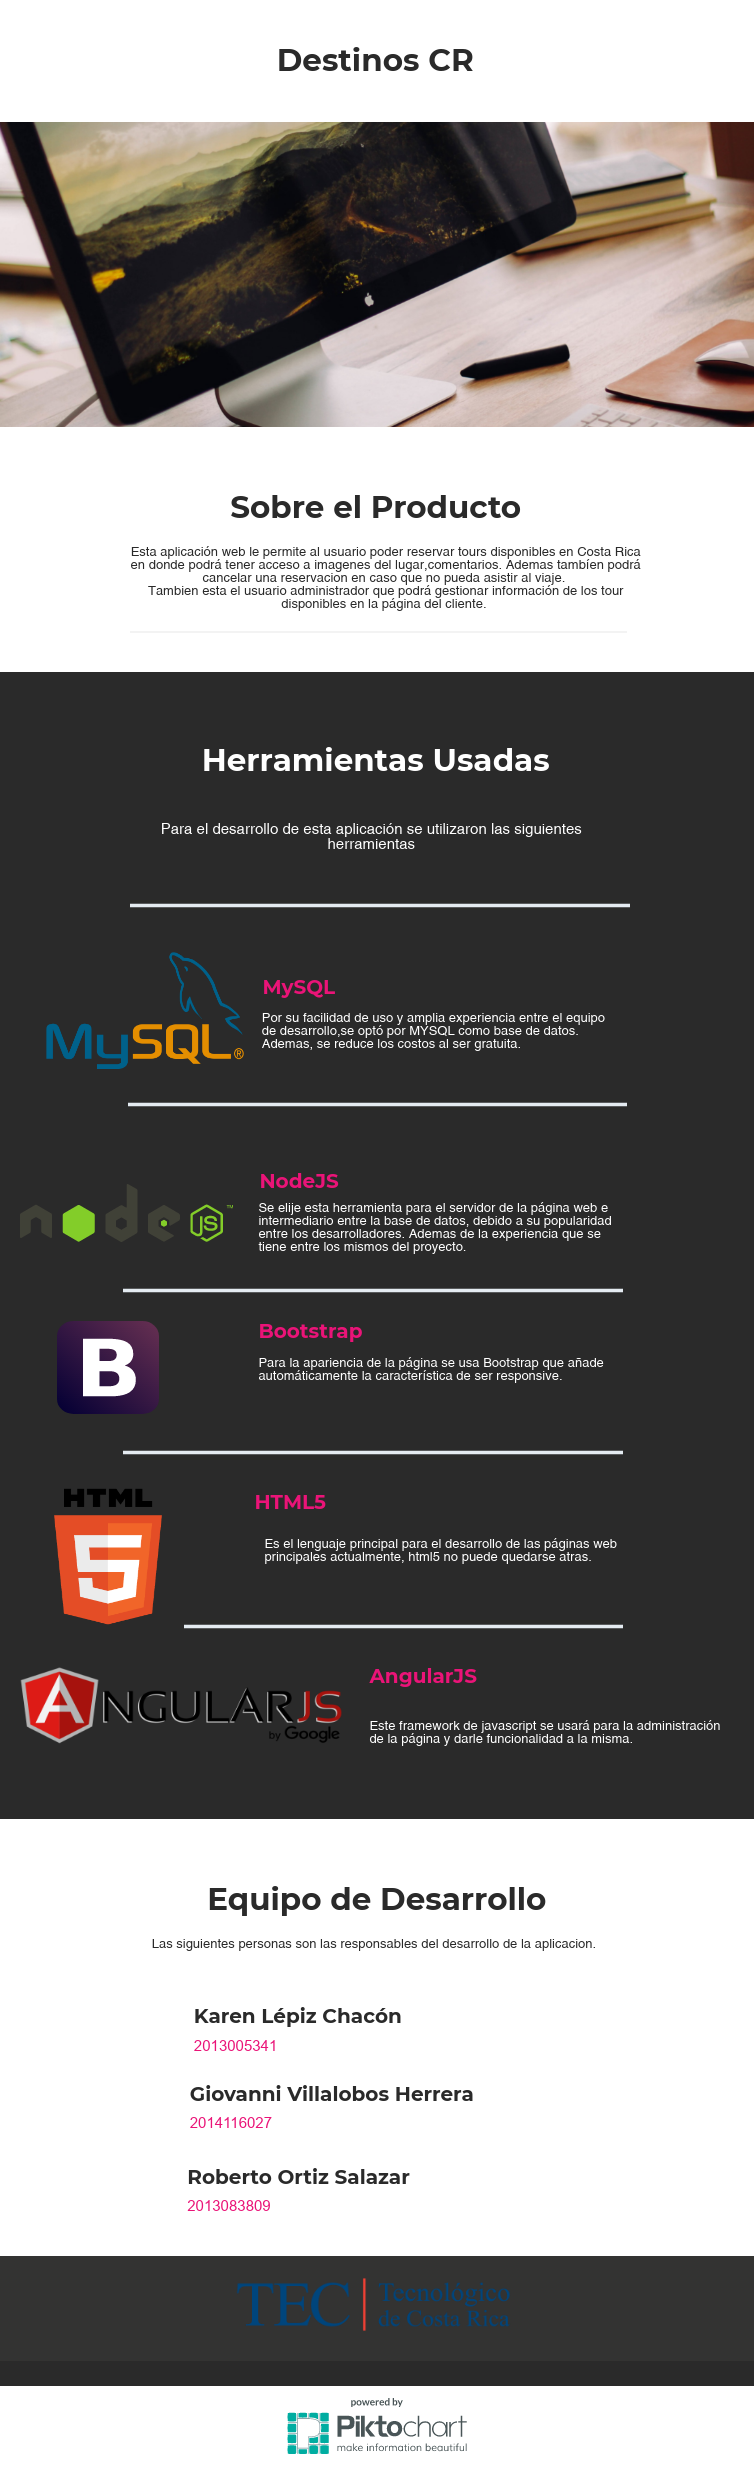 Destinos CR
Sobre el Producto
Esta aplicación web le permite al usuario poder reservar tours disponibles en Costa Rica
en donde podrá tener acceso a imagenes del lugar,comentarios. Ademas tambíen podrá
cancelar una reservacion en caso que no pueda asistir al viaje.
Tambien esta el usuario administrador que podrá gestionar información de los tour
disponibles en la página del cliente.
Herramientas Usadas
Para el desarrollo de esta aplicación se utilizaron las siguientes
herramientas
MySQL®
MySQL
Por su facilidad de uso y amplia experiencia entre el equipo
de desarrollo,se optó por MYSQL como base de datos.
Ademas, se reduce los costos al ser gratuita.
node JS™
NodeJS
Se elije esta herramienta para el servidor de la página web e
intermediario entre la base de datos, debido a su popularidad
entre los desarrolladores. Ademas de la experiencia que se
tiene entre los mismos del proyecto.
B
Bootstrap
Para la apariencia de la página se usa Bootstrap que añade
automáticamente la característica de ser responsive.
HTML
5
HTML5
Es el lenguaje principal para el desarrollo de las páginas web
principales actualmente, html5 no puede quedarse atras.
ANGULARJS
by Google
AngularJS
Este framework de javascript se usará para la administración
de la página y darle funcionalidad a la misma.
Equipo de Desarrollo
Las siguientes personas son las responsables del desarrollo de la aplicacion.
Karen Lépiz Chacón
2013005341
Giovanni Villalobos Herrera
2014116027
Roberto Ortiz Salazar
2013083809
TEC | Tecnológico
de Costa Rica
powered by
Piktochart
make information beautiful